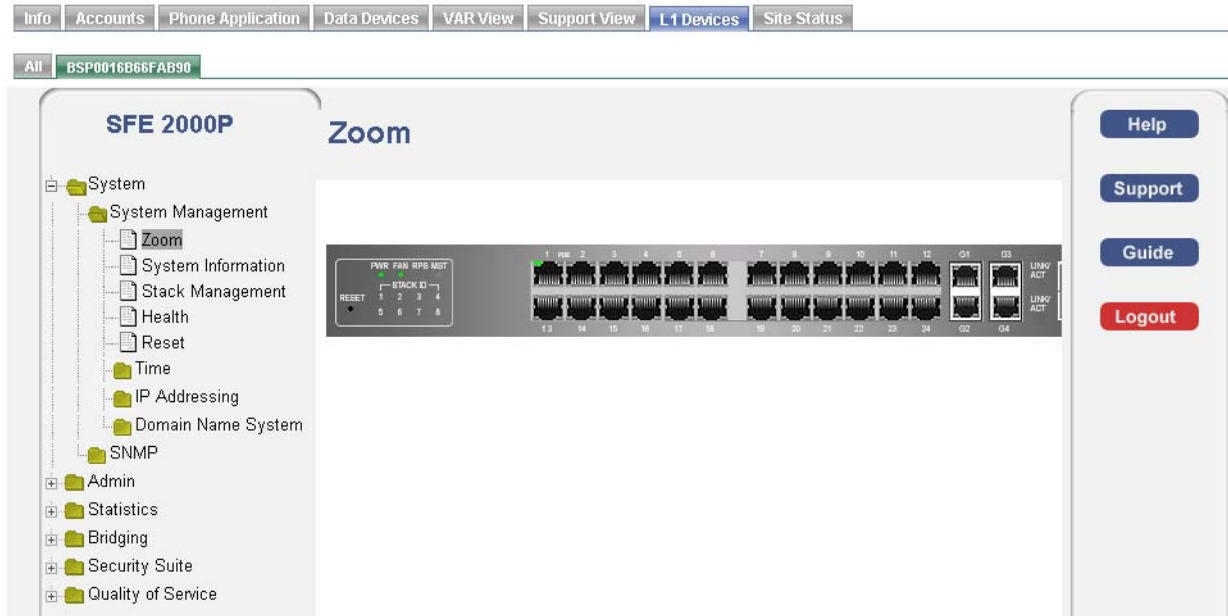 Info Accounts Phone Application Data Devices VAR View Support View L1 Devices Site Status
All BSP0016B66FAB90
SFE 2000P
Zoom
Help
Support
Guide
Logout
System
System Management
Zoom
System Information
Stack Management
Health
Reset
Time
IP Addressing
Domain Name System
SNMP
Admin
Statistics
Bridging
Security Suite
Quality of Service
PWR FAN RPS MST
STACK ID
RESET 1 2 3 4
5 6 7 8
1 POE 2 3 4 5 6 7 8 9 10 11 12 G1 G3
LINK/
ACT
LINK/
ACT
13 14 15 16 17 18 19 20 21 22 23 24 G2 G4